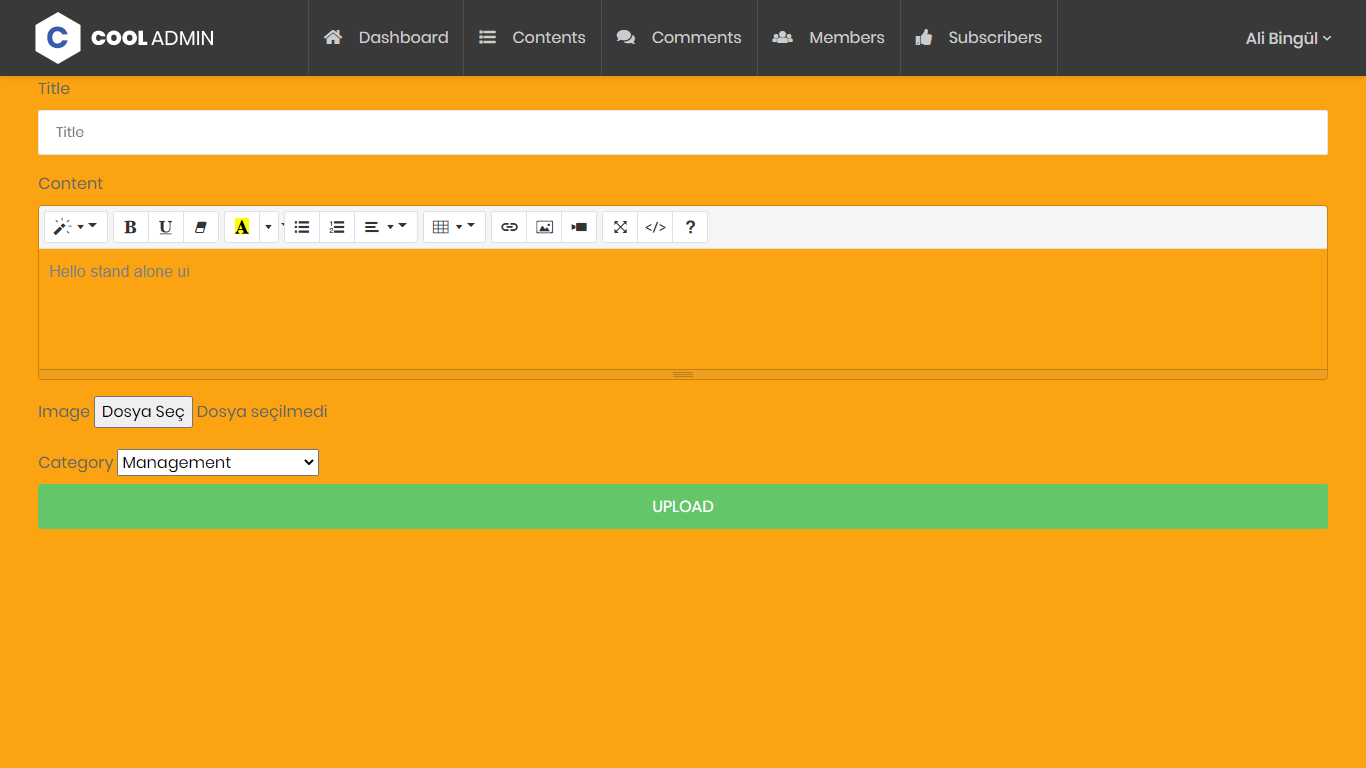 C COOL ADMIN Dashboard Contents Comments Members Subscribers Ali Bingül
Title
Title
Content
B U A </> ?
Hello stand alone ui
Image Dosya Seç Dosya seçilmedi
Category Management
UPLOAD